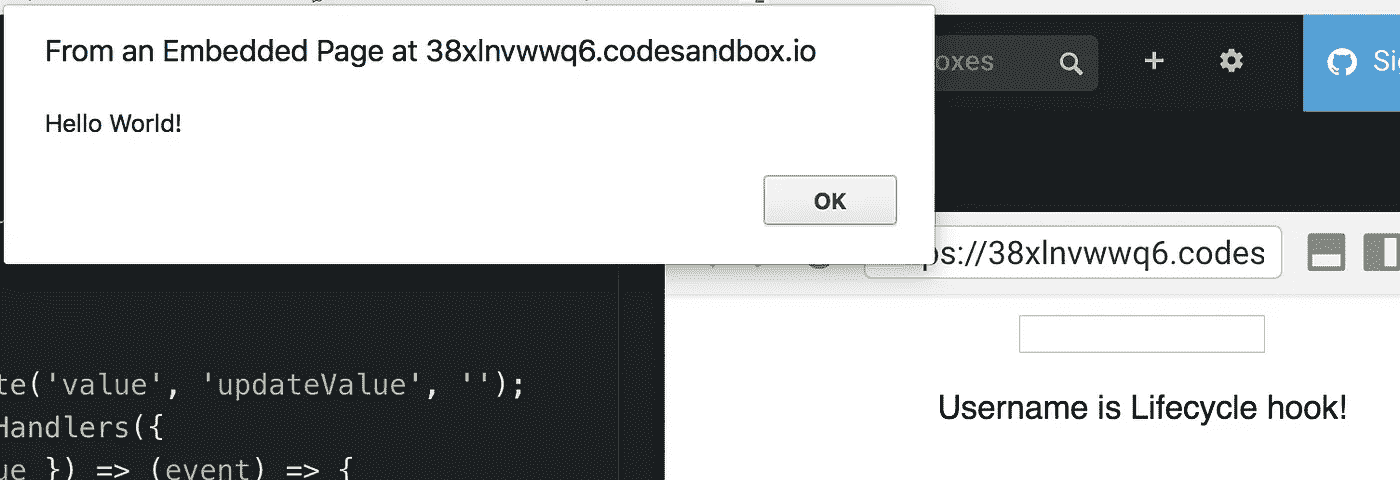 From an Embedded Page at 38xlnvwwq6.codesandbox.io
Hello World!
OK
oxes
Si
ps://38xlnvwwq6.codes
Username is Lifecycle hook!
te('value', 'updateValue', '');
Handlers({
ue }) => (event) => {